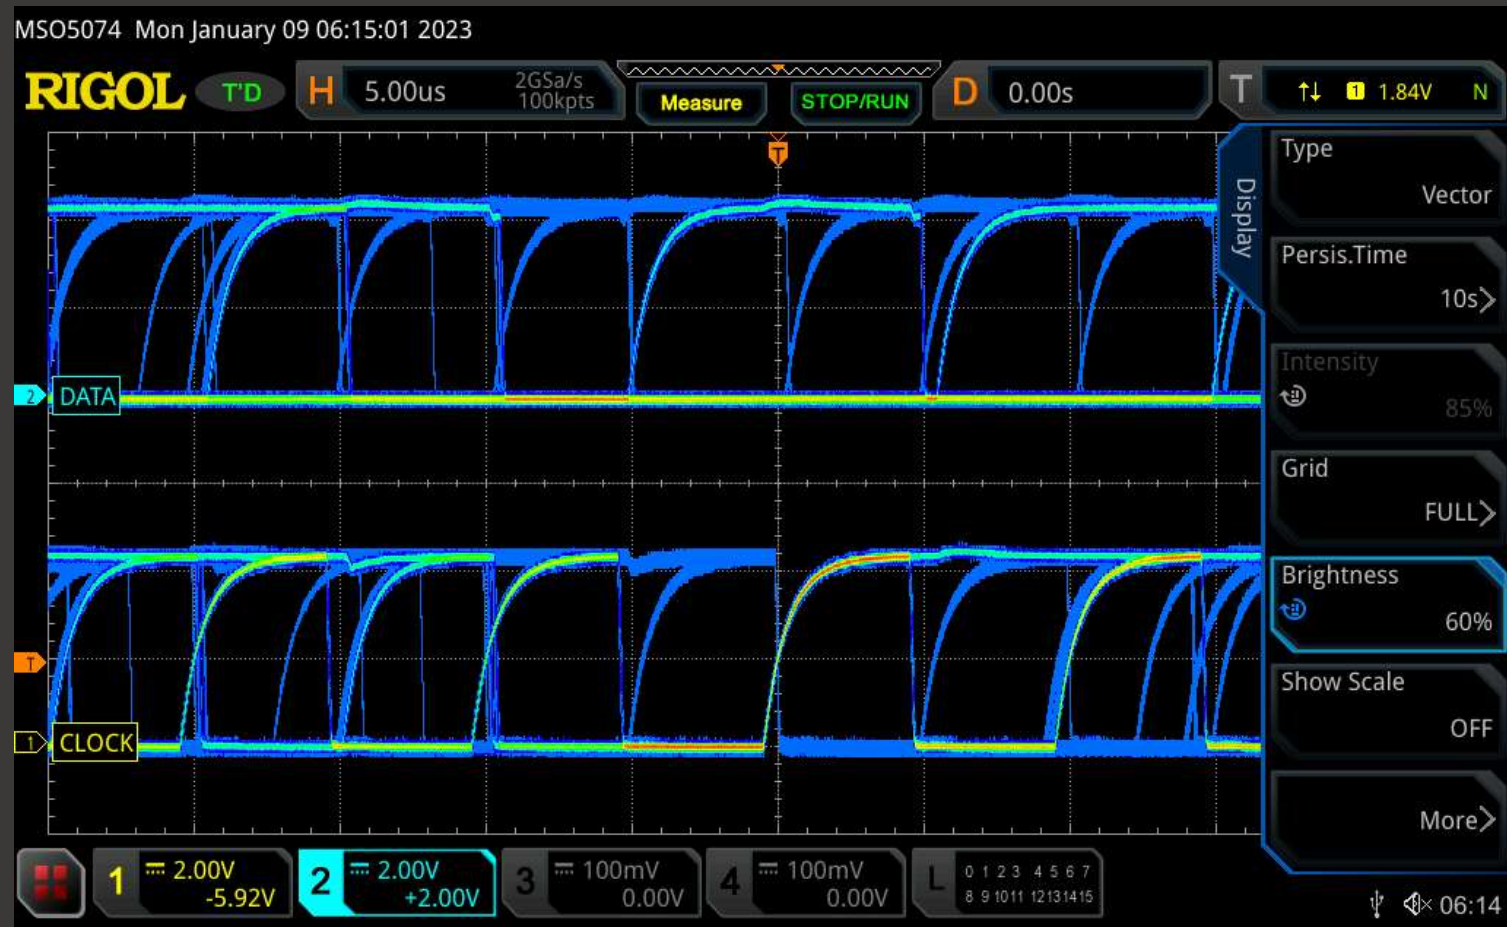 MSO5074 Mon January 09 06:15:01 2023
RIGOL T'D H 5.00us 2GSa/s 100kpts Measure STOP/RUN D 0.00s T 1 1.84V N
T
Display
Type
Vector
Persis.Time
10s
Intensity
85%
Grid
FULL
Brightness
60%
Show Scale
OFF
More
2 DATA
T
1 CLOCK
1 2.00V -5.92V
2 2.00V +2.00V
3 100mV 0.00V
4 100mV 0.00V
L 0 1 2 3 4 5 6 7
8 9 10 11 12 13 14 15
06:14